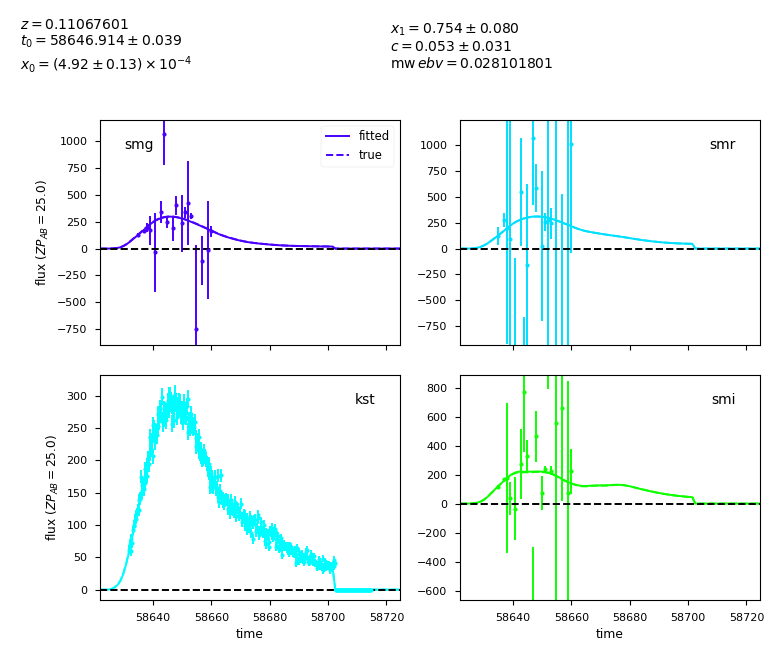 z = 0.11067601
t₀ = 58646.914 ± 0.039
x₀ = (4.92 ± 0.13) × 10⁻⁴
x₁ = 0.754 ± 0.080
c = 0.053 ± 0.031
mw ebv = 0.028101801
smg
fitted
true
1000
750
500
250
0
−250
−500
−750
flux (ZP_AB = 25.0)
smr
1000
750
500
250
0
−250
−500
−750
kst
300
250
200
150
100
50
0
flux (ZP_AB = 25.0)
58640 58660 58680 58700 58720
time
smi
800
600
400
200
0
−200
−400
−600
58640 58660 58680 58700 58720
time